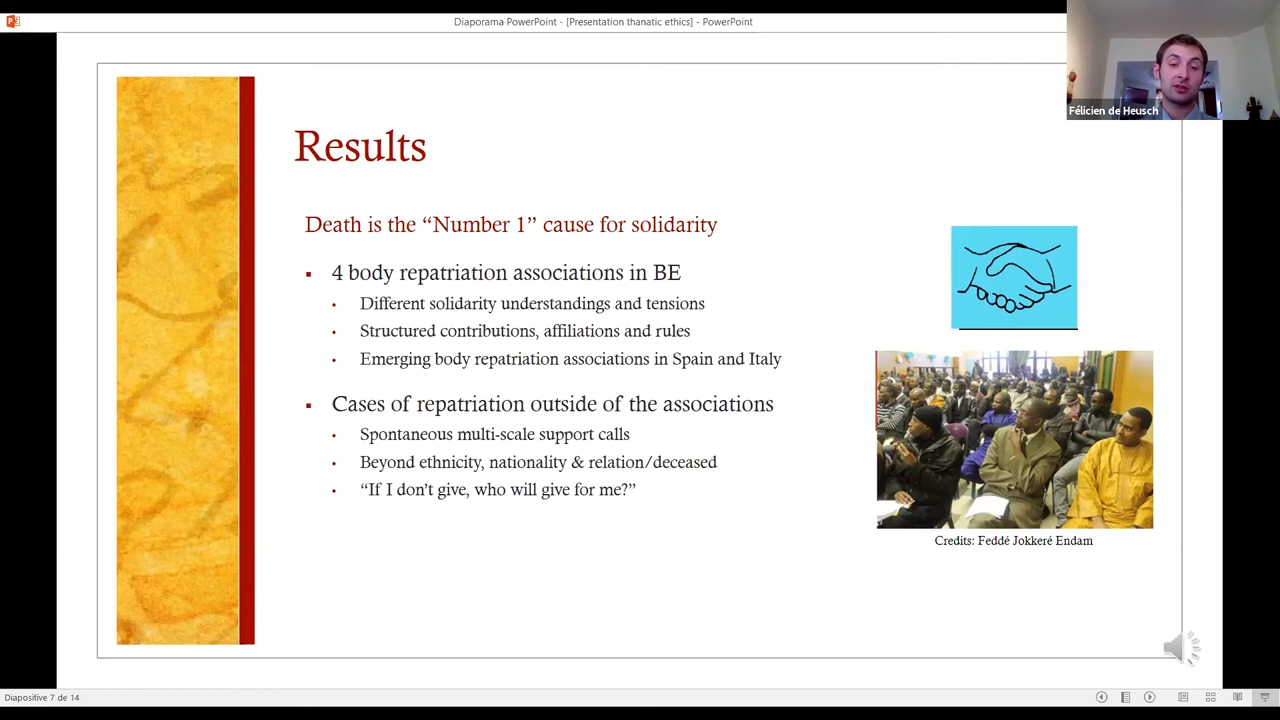 Diaporama PowerPoint - [Presentation thanatic ethics] - PowerPoint
Félicien de Heusch
Results
Death is the “Number 1” cause for solidarity
▪ 4 body repatriation associations in BE
• Different solidarity understandings and tensions
• Structured contributions, affiliations and rules
• Emerging body repatriation associations in Spain and Italy
▪ Cases of repatriation outside of the associations
• Spontaneous multi-scale support calls
• Beyond ethnicity, nationality & relation/deceased
• “If I don’t give, who will give for me?”
Credits: Feddé Jokkeré Endam
Diapositive 7 de 14